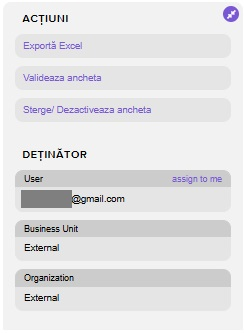 ACȚIUNI
Exportă Excel
Valideaza ancheta
Sterge/ Dezactiveaza ancheta
DEȚINĂTOR
User assign to me
@gmail.com
Business Unit
External
Organization
External